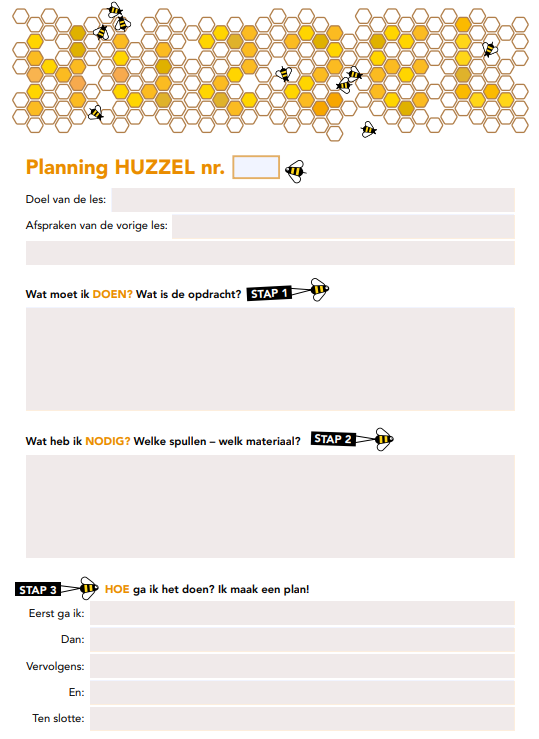 Planning HUZZEL nr.
Doel van de les:
Afspraken van de vorige les:
Wat moet ik DOEN? Wat is de opdracht? STAP 1
Wat heb ik NODIG? Welke spullen – welk materiaal? STAP 2
STAP 3 HOE ga ik het doen? Ik maak een plan!
Eerst ga ik:
Dan:
Vervolgens:
En:
Ten slotte: